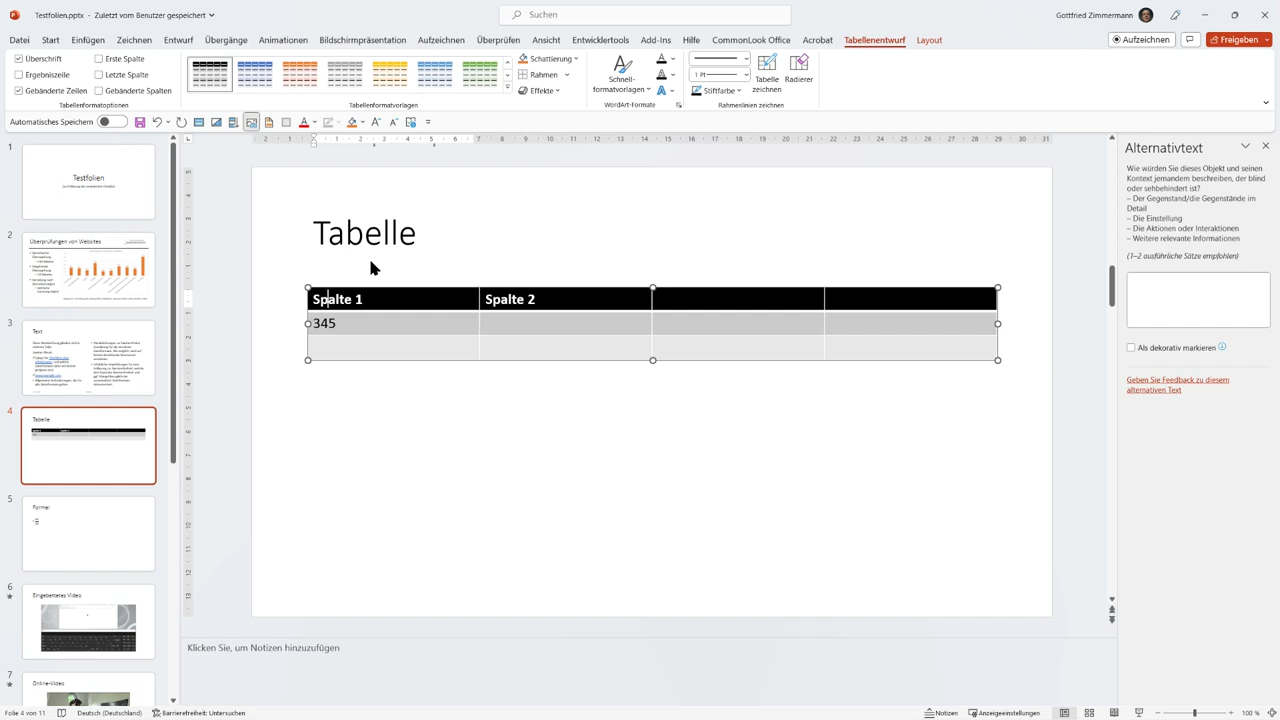 Testfolien.pptx • Zuletzt vom Benutzer gespeichert
Suchen
Gottfried Zimmermann
Datei Start Einfügen Zeichnen Entwurf Übergänge Animationen Bildschirmpräsentation Aufzeichnen Überprüfen Ansicht Entwicklertools Add-Ins Hilfe CommonLook Office Acrobat Tabellenentwurf Layout
Aufzeichnen
Freigeben
Überschrift Erste Spalte
Ergebniszeile Letzte Spalte
Gebänderte Zeilen Gebänderte Spalten
Tabellenformatoptionen
Tabellenformatvorlagen
Schattierung
Rahmen
Effekte
Schnell-
formatvorlagen
WordArt-Formate
1 Pt
Stiftfarbe
Tabelle
zeichnen
Radierer
Rahmenlinien zeichnen
Automatisches Speichern
1
Testfolien
2
Überprüfungen von Websites
3
Text
4
Tabelle
5
Formel
6
Eingebettetes Video
7
Online-Video
Tabelle
Spalte 1 Spalte 2
345
Klicken Sie, um Notizen hinzuzufügen
Alternativtext
Wie würden Sie dieses Objekt und seinen
Kontext jemandem beschreiben, der blind
oder sehbehindert ist?
– Der Gegenstand/die Gegenstände im
Detail
– Die Einstellung
– Die Aktionen oder Interaktionen
– Weitere relevante Informationen
(1–2 ausführliche Sätze empfohlen)
Als dekorativ markieren
Geben Sie Feedback zu diesem
alternativen Text
Folie 4 von 11 Deutsch (Deutschland) Barrierefreiheit: Untersuchen Notizen Anzeigeeinstellungen 100 %